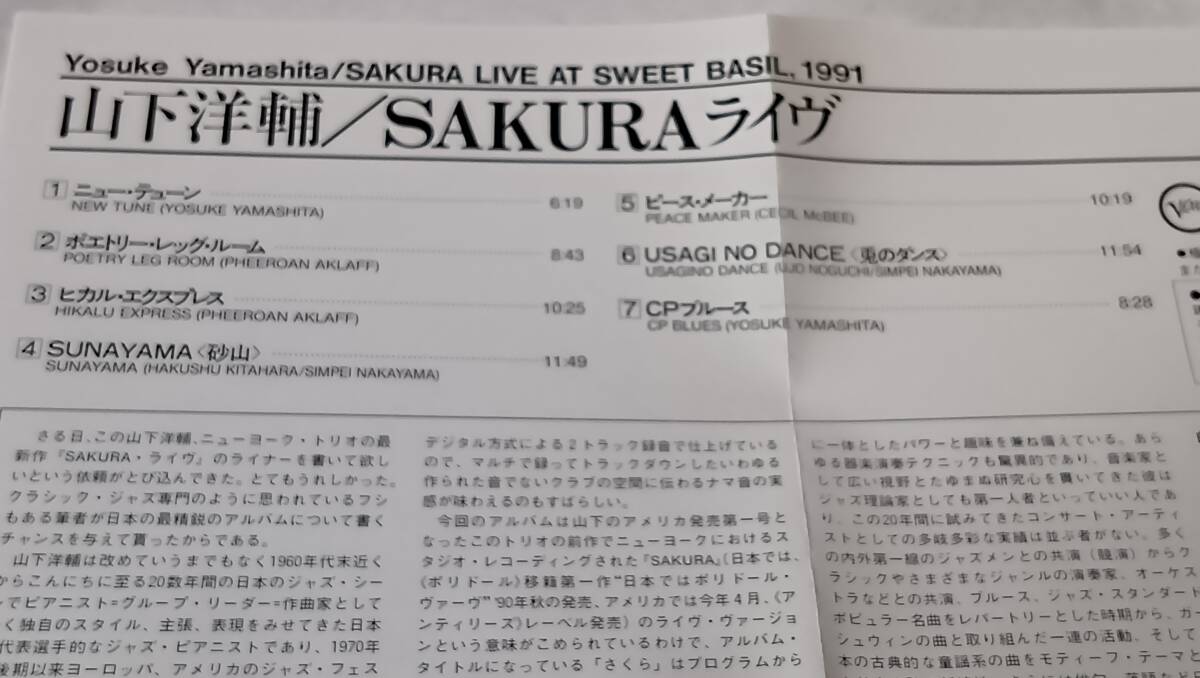 Yosuke Yamashita/SAKURA LIVE AT SWEET BASIL, 1991
山下洋輔/SAKURAライヴ
1 ニュー・テューン 6:19
NEW TUNE (YOSUKE YAMASHITA)
2 ポエトリー・レッグ・ルーム 8:43
POETRY LEG ROOM (PHEEROAN AKLAFF)
3 ヒカル・エクスプレス 10:25
HIKALU EXPRESS (PHEEROAN AKLAFF)
4 SUNAYAMA〈砂山〉 11:49
SUNAYAMA (HAKUSHU KITAHARA/SIMPEI NAKAYAMA)
5 ピース・メーカー 10:19
PEACE MAKER (CECIL McBEE)
6 USAGI NO DANCE〈兎のダンス〉 11:54
USAGINO DANCE (UJO NOGUCHI/SIMPEI NAKAYAMA)
7 CPブルース 8:28
CP BLUES (YOSUKE YAMASHITA)
さる日、この山下洋輔、ニューヨーク・トリオの最
新作『SAKURA・ライヴ』のライナーを書いて欲し
いという依頼がとび込んできた。とてもうれしかった。
クラシック・ジャズ専門のように思われているフシ
もある筆者が日本の最精鋭のアルバムについて書く
チャンスを与えて貰ったからである。
山下洋輔は改めていうまでもなく1960年代末近く
からこんにちに至る20数年間の日本のジャズ・シー
ンでピアニスト=グループ・リーダー=作曲家として
く独自のスタイル、主張、表現をみせてきた日本
代表選手的なジャズ・ピアニストであり、1970年
後期以来ヨーロッパ、アメリカのジャズ・フェス
デジタル方式による2トラック録音で仕上げている
ので、マルチで録ってトラックダウンしたいわゆる
作られた音でないクラブの空間に伝わるナマ音の実
感が味わえるのもすばらしい。
今回のアルバムは山下のアメリカ発売第一号と
なったこのトリオの前作でニューヨークにおけるス
タジオ・レコーディングされた『SAKURA』(日本では、
《ポリドール》移籍第一作“日本ではポリドール・
ヴァーヴ”'90年秋の発売、アメリカでは今年4月、《ア
ンティリーズ》レーベル発売)のライヴ・ヴァージョ
ンという意味がこめられているわけで、アルバム・
タイトルになっている「さくら」はプログラムから
に一体としたパワーと趣味を兼ね備えている。あら
ゆる器楽演奏テクニックも驚異的であり、音楽家と
して広い視野とたゆまぬ研究心を貫いてきた彼は
ジャズ理論家としても第一人者といっていい人であ
り、この20年間に試みてきたコンサート・アーティ
ストとしての多岐多彩な実績は並ぶ者がない。多く
の内外第一線のジャズメンとの共演(競演)からク
ラシックやさまざまなジャンルの演奏家、オーケス
トラなどとの共演、ブルース、ジャズ・スタンダード
ポピュラー名曲をレパートリーとした時期から、ガー
シュウィンの曲と取り組んだ一連の活動、そして
本の古典的な童謡系の曲をモティーフ・テーマと